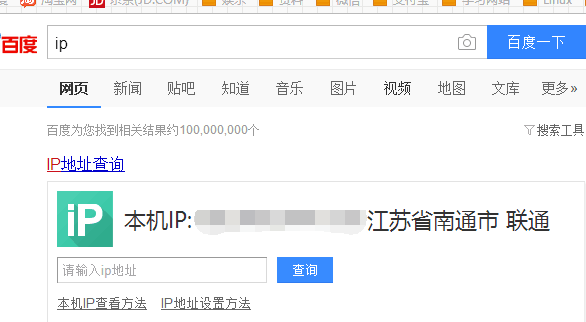 淘宝网 京东(JD.COM) 娱乐 资料 微信 支付宝 学习网站 Linux
百度 ip 百度一下
网页 新闻 贴吧 知道 音乐 图片 视频 地图 文库 更多»
百度为您找到相关结果约100,000,000个 搜索工具
IP地址查询
iP 本机IP: 江苏省南通市 联通
请输入ip地址 查询
本机IP查看方法 IP地址设置方法